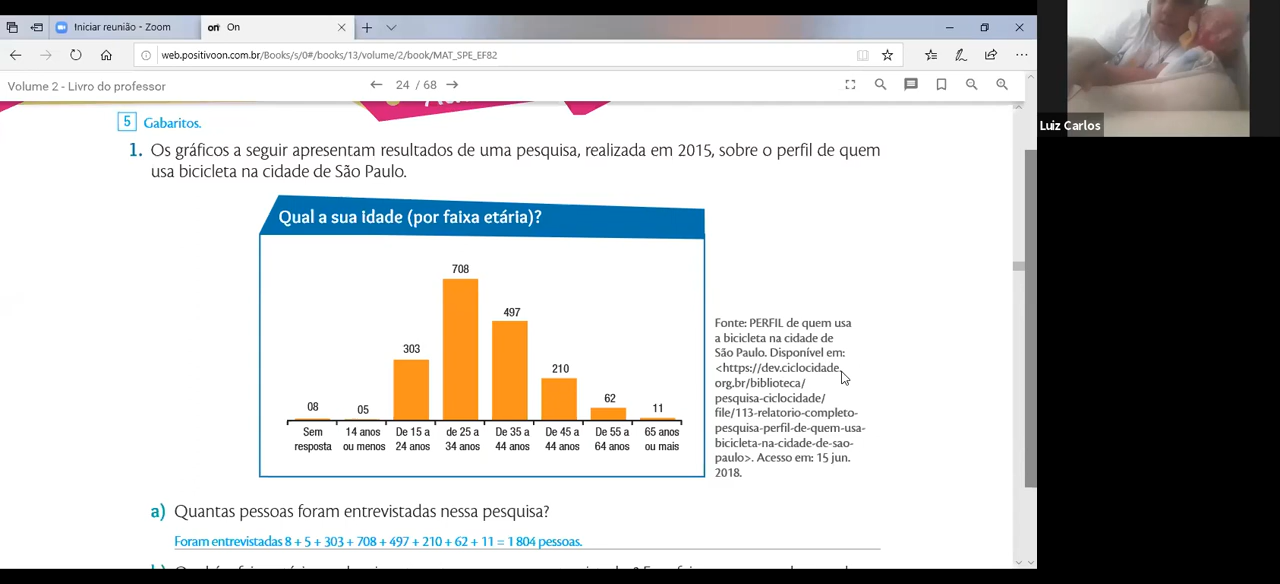 Iniciar reunião - Zoom
On
web.positivoon.br/Books/s/0#/books/13/volume/2/book/MAT_SPE_EF82
Volume 2 - Livro do professor
24 / 68
5 Gabaritos.
1. Os gráficos a seguir apresentam resultados de uma pesquisa, realizada em 2015, sobre o perfil de quem
usa bicicleta na cidade de São Paulo.
Qual a sua idade (por faixa etária)?
708
497
303
210
62
08
05
11
Sem
resposta
14 anos
ou menos
De 15 a
24 anos
de 25 a
34 anos
De 35 a
44 anos
De 45 a
44 anos
De 55 a
64 anos
65 anos
ou mais
Fonte: PERFIL de quem usa
a bicicleta na cidade de
São Paulo. Disponível em:
<https://dev.ciclocidade.
org.br/biblioteca/
pesquisa-ciclocidade/
file/113-relatorio-completo-
pesquisa-perfil-de-quem-usa-
bicicleta-na-cidade-de-sao-
paulo>. Acesso em: 15 jun.
2018.
a) Quantas pessoas foram entrevistadas nessa pesquisa?
Foram entrevistadas 8 + 5 + 303 + 708 + 497 + 210 + 62 + 11 = 1 804 pessoas.
Luiz Carlos